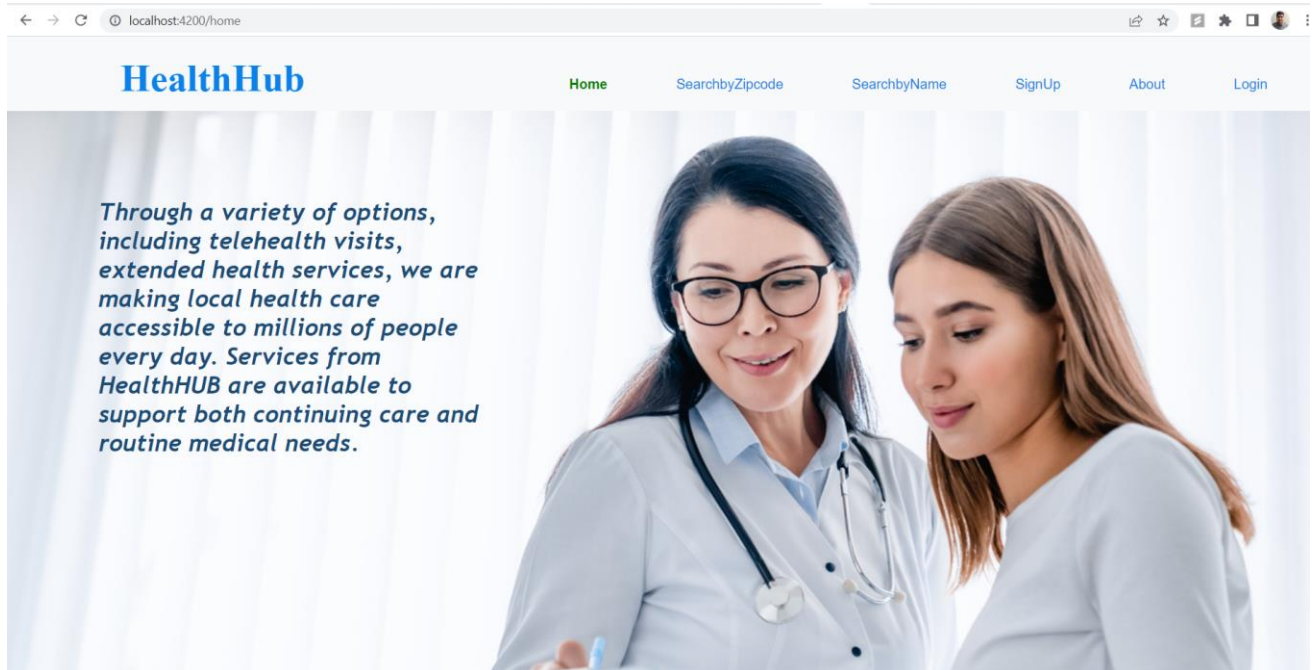 localhost:4200/home
HealthHub
Home SearchbyZipcode SearchbyName SignUp About Login
Through a variety of options,
including telehealth visits,
extended health services, we are
making local health care
accessible to millions of people
every day. Services from
HealthHUB are available to
support both continuing care and
routine medical needs.